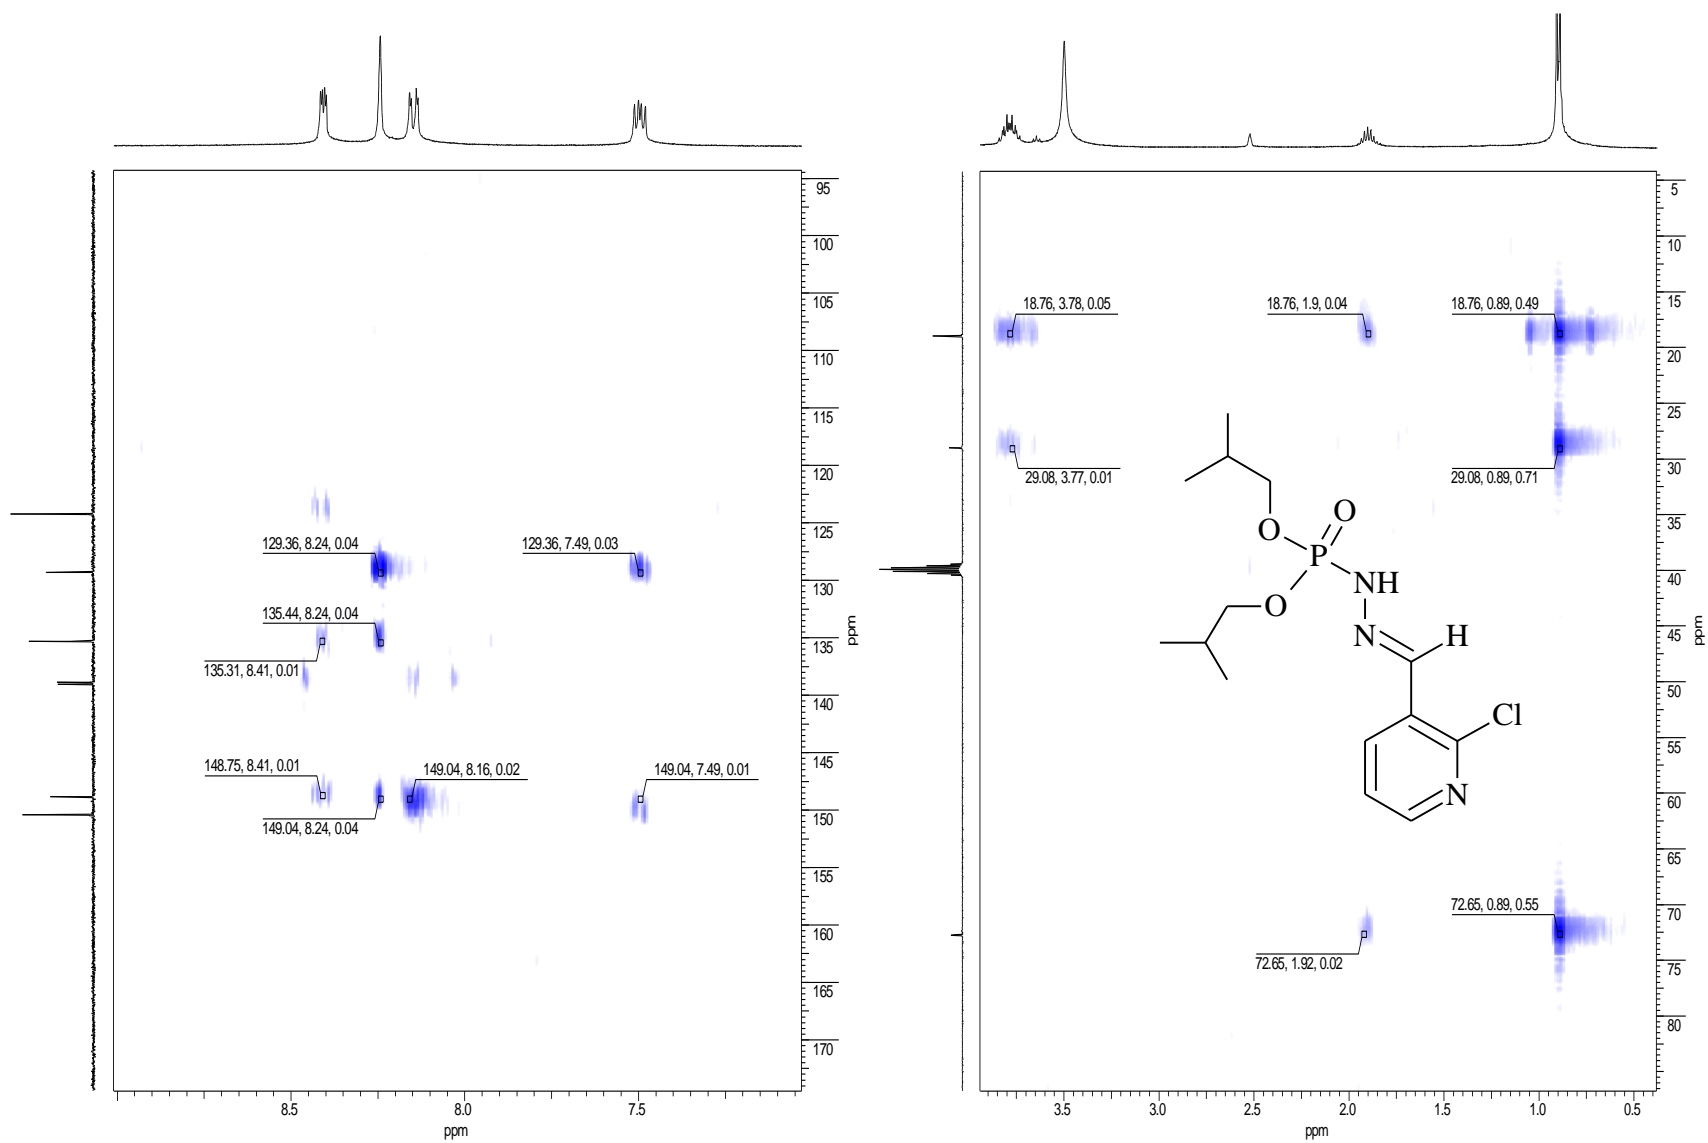 95
100
105
110
115
120
125
130
135
140
145
150
155
160
165
170
ppm
129.36, 8.24, 0.04
129.36, 7.49, 0.03
135.44, 8.24, 0.04
135.31, 8.41, 0.01
148.75, 8.41, 0.01
149.04, 8.16, 0.02
149.04, 7.49, 0.01
149.04, 8.24, 0.04
8.5
8.0
7.5
ppm
5
10
15
20
25
30
35
40
45
50
55
60
65
70
75
80
ppm
18.76, 3.78, 0.05
18.76, 1.9, 0.04
18.76, 0.89, 0.49
29.08, 3.77, 0.01
29.08, 0.89, 0.71
O
O
P
NH
O
N
H
Cl
N
72.65, 0.89, 0.55
72.65, 1.92, 0.02
3.5
3.0
2.5
2.0
1.5
1.0
0.5
ppm